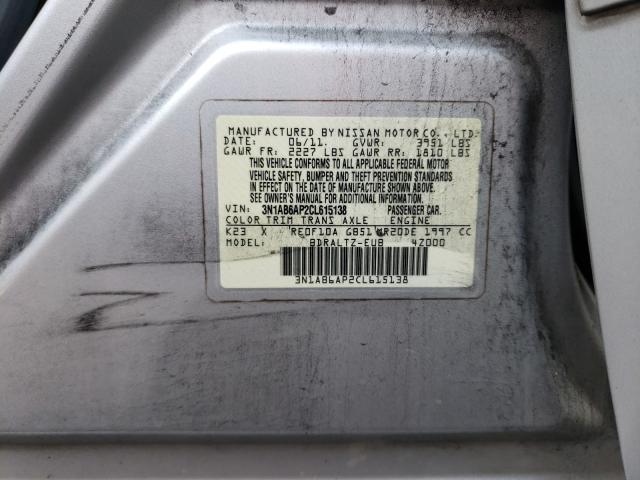 MANUFACTURED BY NISSAN MOTOR CO., LTD.
DATE: 06/11. GVWR: 3951 LBS
GAWR FR: 2227 LBS GAWR RR: 1810 LBS
THIS VEHICLE CONFORMS TO ALL APPLICABLE FEDERAL MOTOR
VEHICLE SAFETY, BUMPER AND THEFT PREVENTION STANDARDS
IN EFFECT ON THE DATE OF MANUFACTURE SHOWN ABOVE.
SEE OWNER'S MANUAL FOR ADDITIONAL INFORMATION.
VIN: 3N1AB6AP2CL615138 PASSENGER CAR.
COLOR TRIM TRANS AXLE ENGINE
K23 X RE0F10A GB51 MR20DE 1997 CC
MODEL: BDRALTZ-EUB 4Z000
3N1AB6AP2CL615138